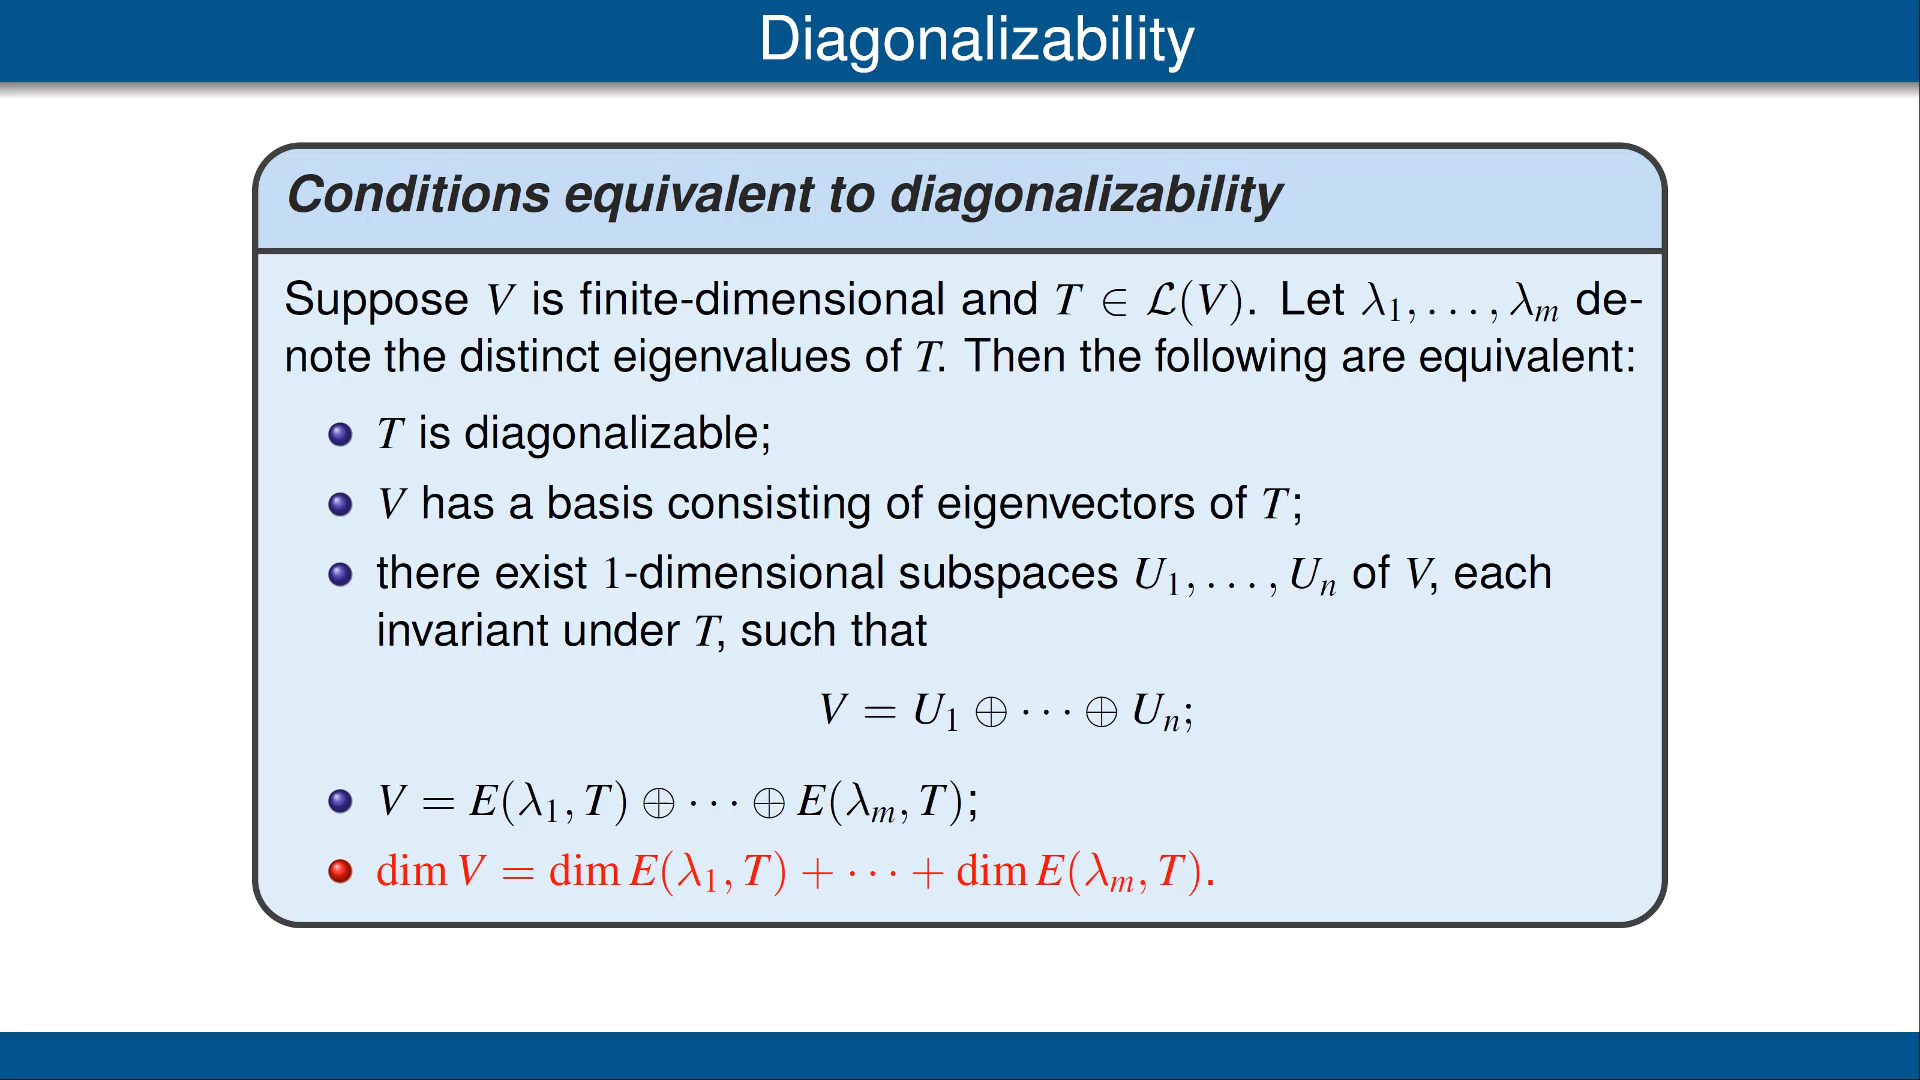 Diagonalizability
Conditions equivalent to diagonalizability
Suppose V is finite-dimensional and T ∈ ℒ(V). Let λ₁, . . . , λₘ de-
note the distinct eigenvalues of T. Then the following are equivalent:
T is diagonalizable;
V has a basis consisting of eigenvectors of T;
there exist 1-dimensional subspaces U₁, . . . , Uₙ of V, each
invariant under T, such that
V = U₁ ⊕ · · · ⊕ Uₙ;
V = E(λ₁, T) ⊕ · · · ⊕ E(λₘ, T);
dim V = dim E(λ₁, T) + · · · + dim E(λₘ, T).